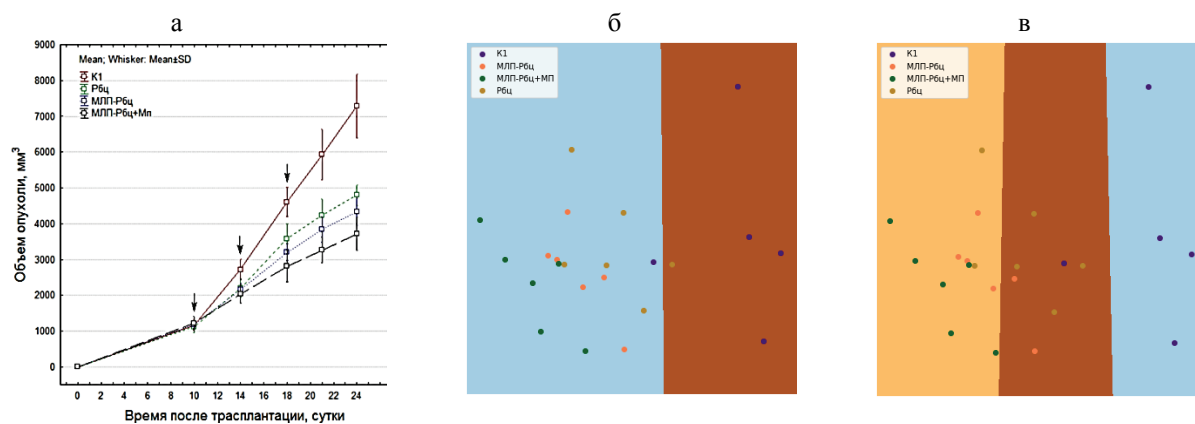 а
б
в
9000
8000
7000
6000
5000
4000
3000
2000
1000
0
Объем опухоли, мм³
Mean; Whisker: Mean±SD
К1
Рбц
МЛП-Рбц
МЛП-Рбц+Мп
0 2 4 6 8 10 12 14 16 18 20 22 24
Время после трасплантации, сутки
К1
МЛП-Рбц
МЛП-Рбц+МП
Рбц
К1
МЛП-Рбц
МЛП-Рбц+МП
Рбц